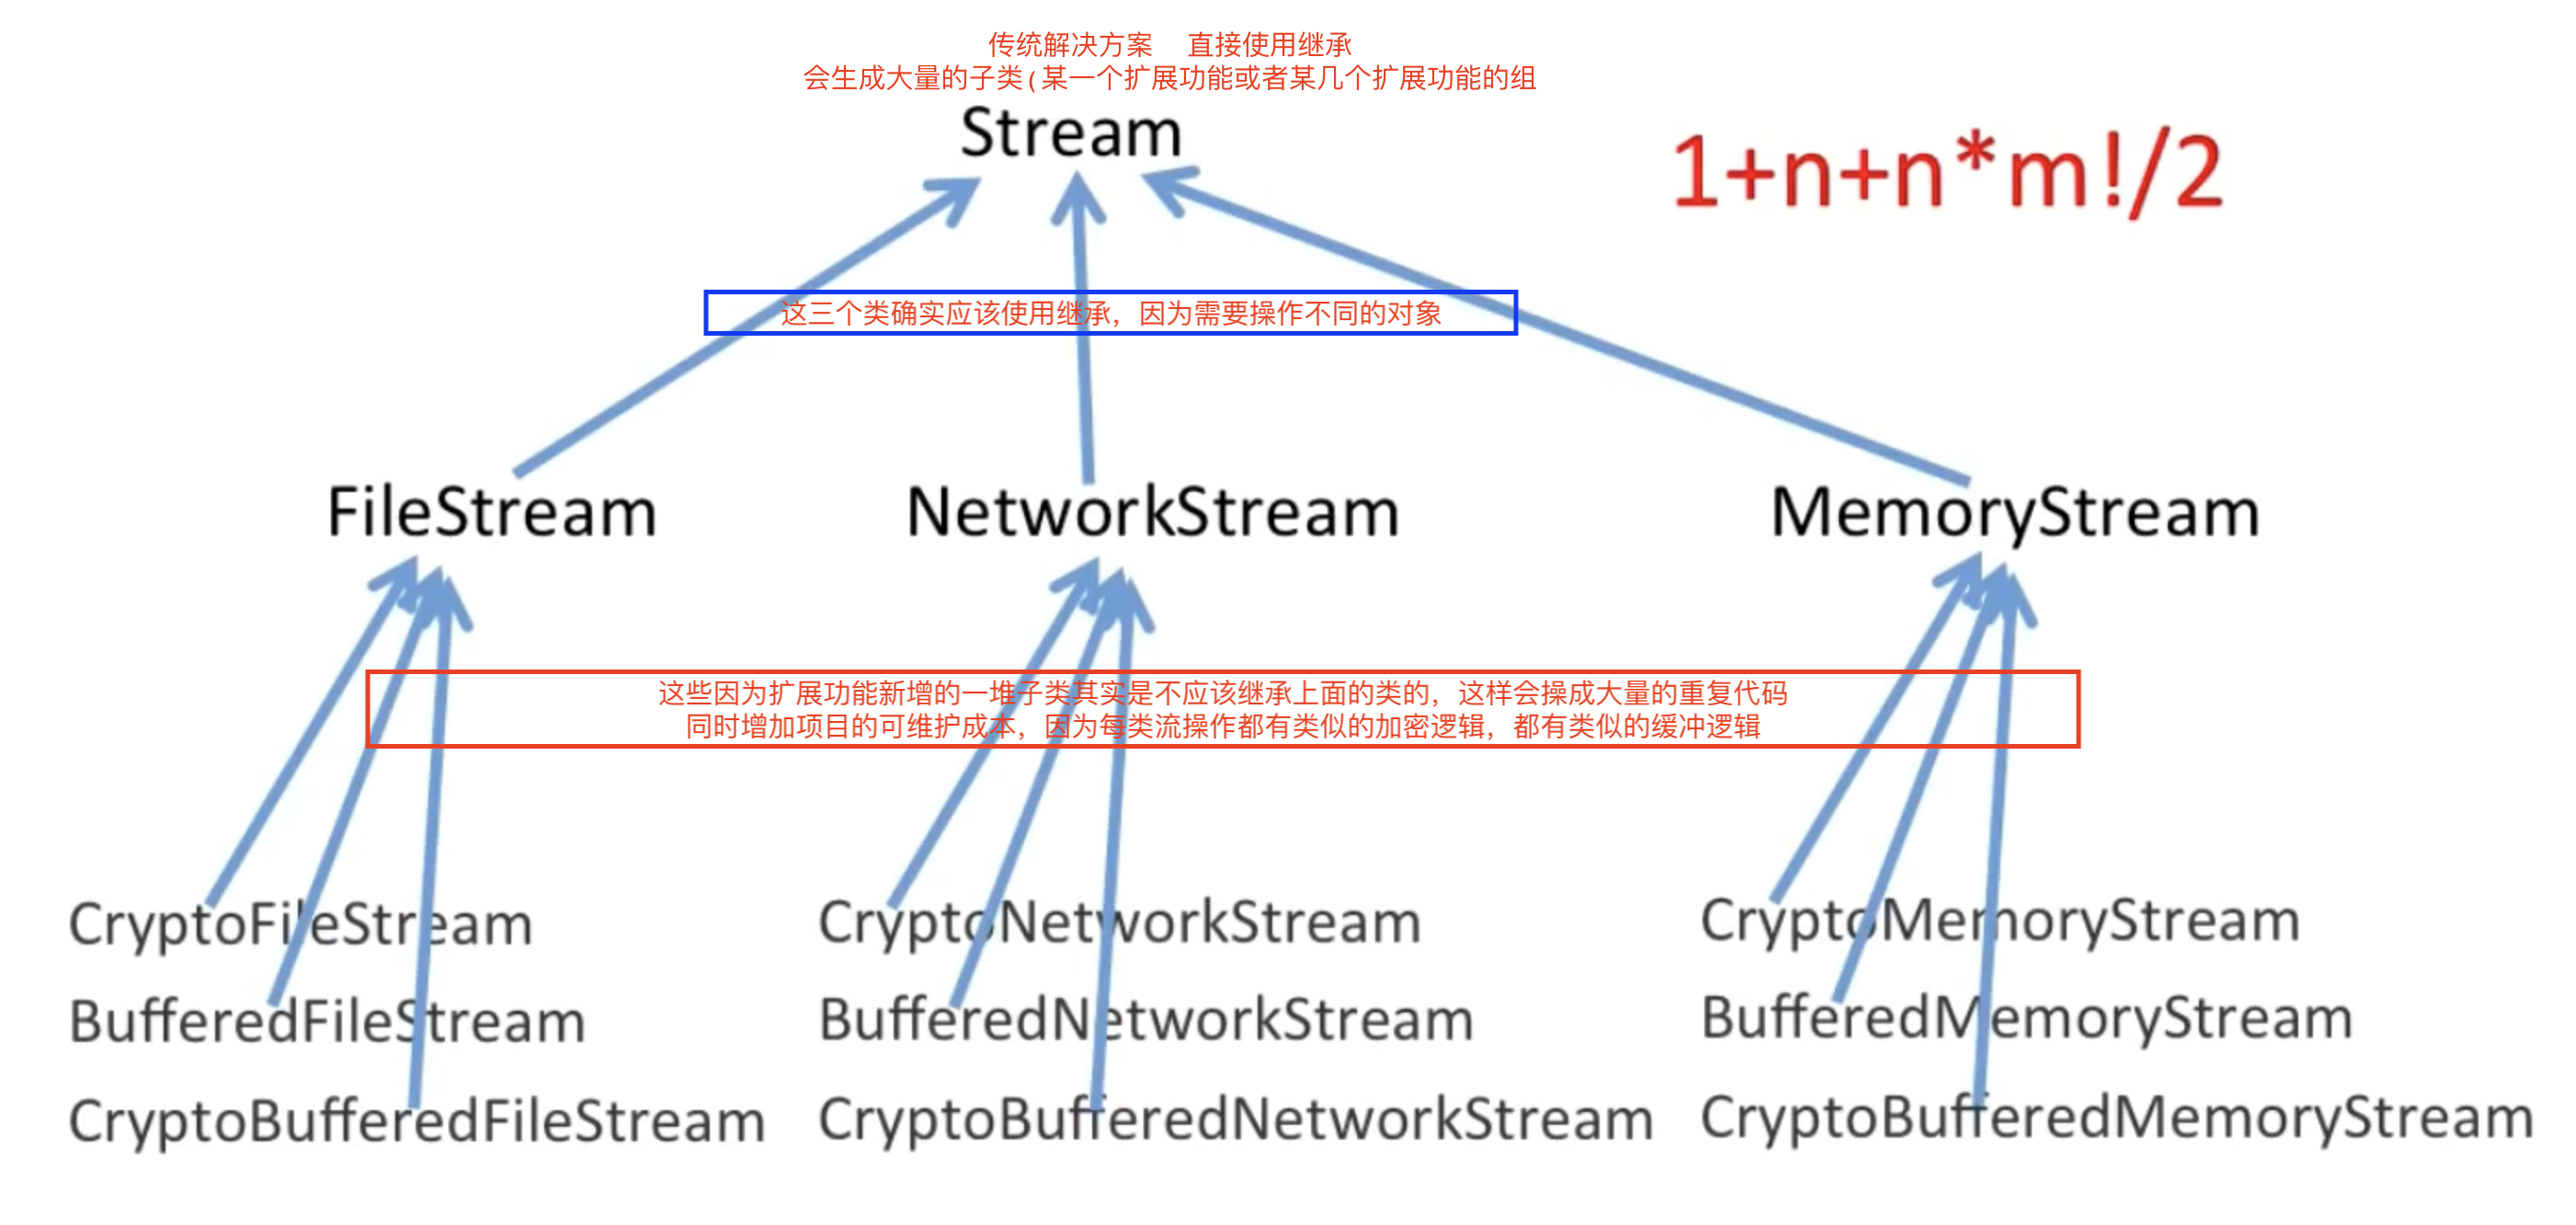 传统解决方案 直接使用继承
会生成大量的子类(某一个扩展功能或者某几个扩展功能的组
Stream
1+n+n*m!/2
这三个类确实应该使用继承，因为需要操作不同的对象
FileStream NetworkStream MemoryStream
这些因为扩展功能新增的一堆子类其实是不应该继承上面的类的，这样会操成大量的重复代码
同时增加项目的可维护成本，因为每类流操作都有类似的加密逻辑，都有类似的缓冲逻辑
CryptoFileStream CryptoNetworkStream CryptoMemoryStream
BufferedFileStream BufferedNetworkStream BufferedMemoryStream
CryptoBufferedFileStream CryptoBufferedNetworkStream CryptoBufferedMemoryStream